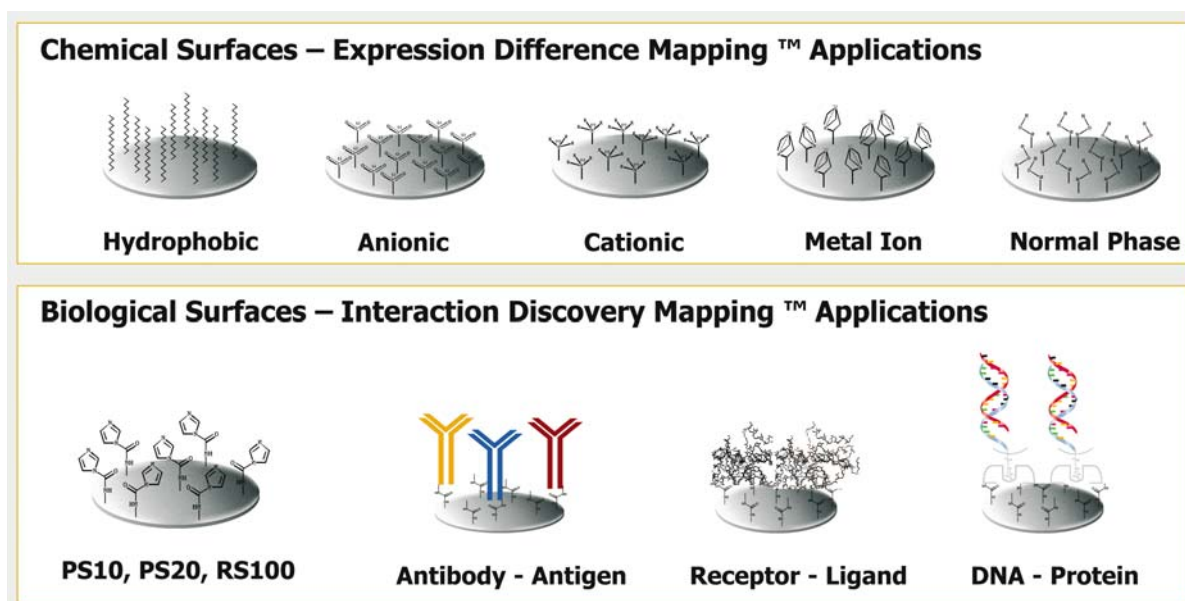 Chemical Surfaces – Expression Difference Mapping ™ Applications
Hydrophobic Anionic Cationic Metal Ion Normal Phase
Biological Surfaces – Interaction Discovery Mapping ™ Applications
PS10, PS20, RS100 Antibody - Antigen Receptor - Ligand DNA - Protein